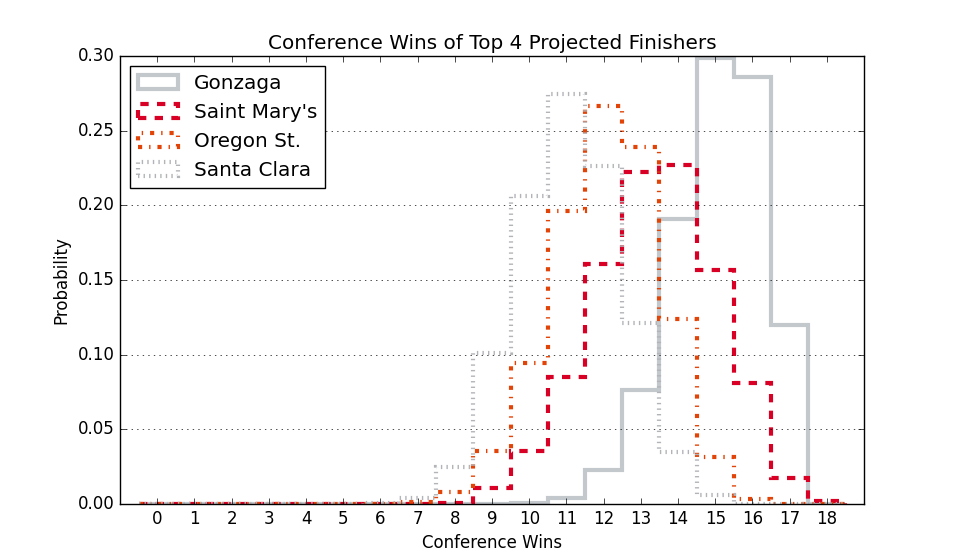 Conference Wins of Top 4 Projected Finishers
0.30
0.25
0.20
0.15
0.10
0.05
0.00
Probability
Gonzaga
Saint Mary's
Oregon St.
Santa Clara
0 1 2 3 4 5 6 7 8 9 10 11 12 13 14 15 16 17 18
Conference Wins